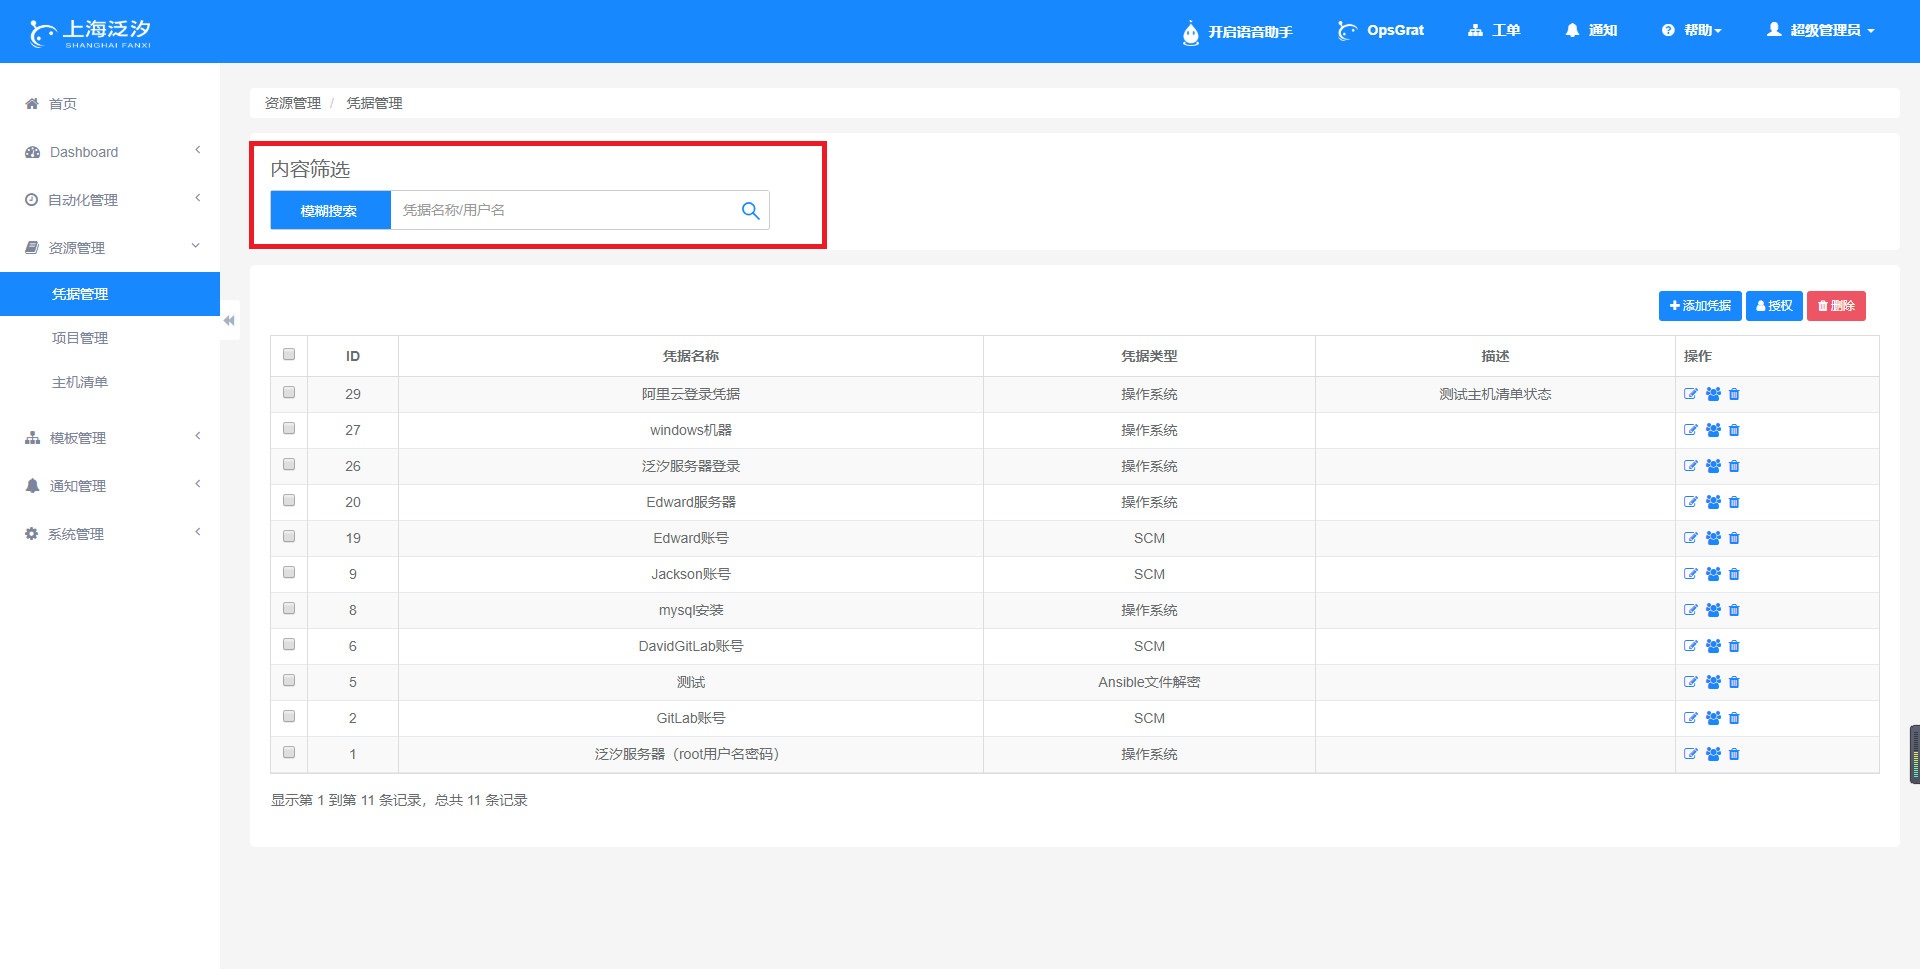 上海泛汐
SHANGHAI FANXI
开启语音助手
OpsGrat
工单
通知
帮助
超级管理员
首页
Dashboard
自动化管理
资源管理
凭据管理
项目管理
主机清单
模板管理
通知管理
系统管理
资源管理 / 凭据管理
内容筛选
模糊搜索 凭据名称/用户名
添加凭据 授权 删除
ID 凭据名称 凭据类型 描述 操作
29 阿里云登录凭据 操作系统 测试主机清单状态
27 windows机器 操作系统
26 泛汐服务器登录 操作系统
20 Edward服务器 操作系统
19 Edward账号 SCM
9 Jackson账号 SCM
8 mysql安装 操作系统
6 DavidGitLab账号 SCM
5 测试 Ansible文件解密
2 GitLab账号 SCM
1 泛汐服务器（root用户名密码） 操作系统
显示第 1 到第 11 条记录，总共 11 条记录